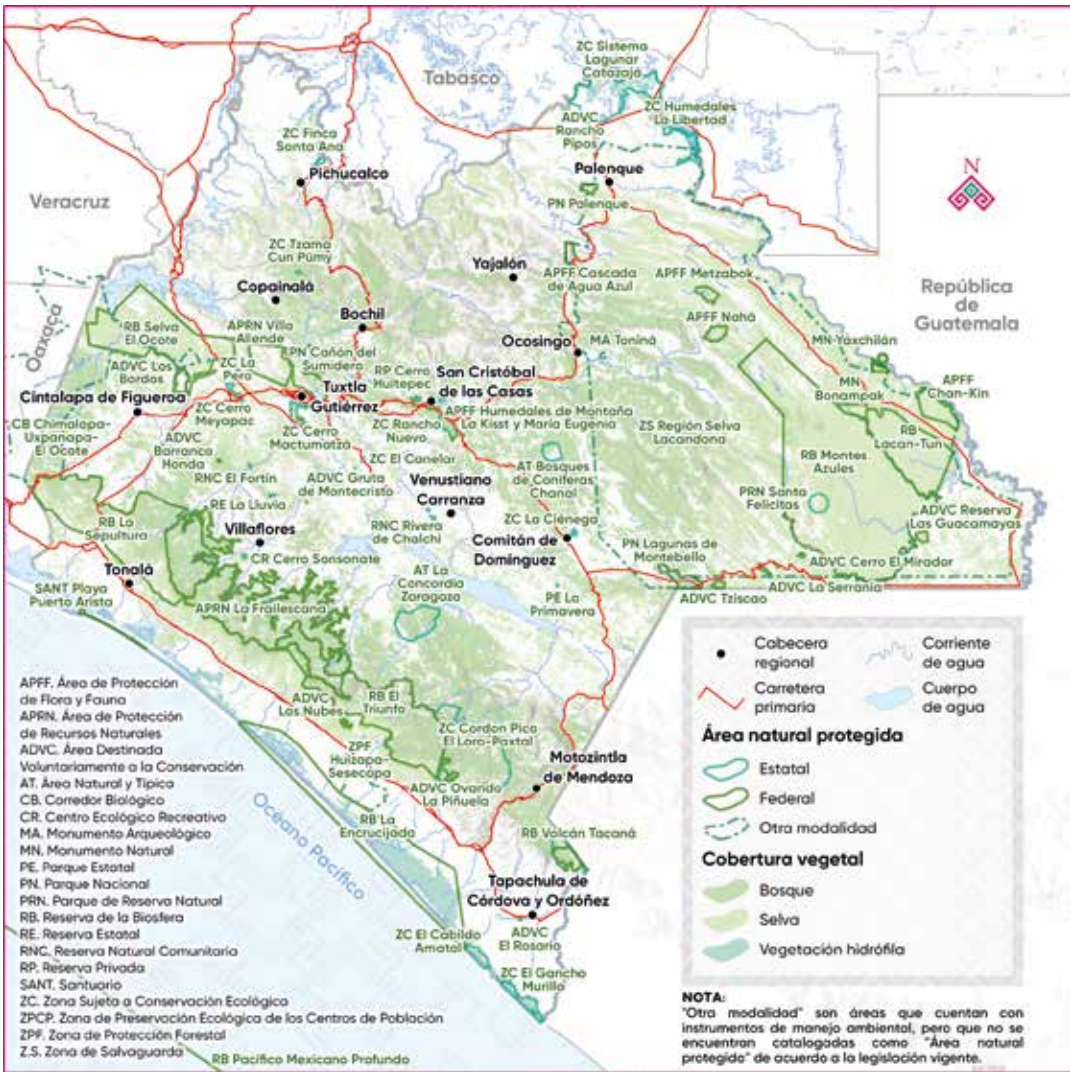 ZC Sistema
Lagunar
Catazajá
Tabasco
ZC Humedales
La Libertad
ADVC
Rancho
Pipos
ZC Finca
Santa Ana
Pichucalco
Palenque
PN Palenque
Veracruz
ZC Tzama
Cun Pümy
Yajalón
APFF Cascada
de Agua Azul
APFF Metzabok
República
de
Guatemala
Copainalá
Oaxaca
RB Selva
El Ocote
APRN Villa
Allende
Bochil
APFF Nahá
MN Yaxchilán
Ocosingo
MA Toniná
PN Cañón del
Sumidero
ADVC Los
Bordos
ZC La
Pera
RP Cerro
Huitepec
San Cristóbal
de las Casas
MN
Bonampak
APFF
Chan-Kin
Cintalapa de Figueroa
Tuxtla
Gutiérrez
ZC Cerro
Meyapac
APFF Humedales de Montaña
La Kisst y María Eugenia
ZC Rancho
Nuevo
ZS Región Selva
Lacandona
RB
Lacan-Tun
CB Chimalapa-
Uxpanapa-
El Ocote
ZC Cerro
Mactumatzá
ADVC
Barranca
Honda
ZC El Canelar
AT Bosques
de Coníferas
Chanal
RB Montes
Azules
RNC El Fortín
ADVC Gruta
de Montecristo
Venustiano
Carranza
PRN Santa
Felicitas
RE La Lluvia
ADVC Reserva
Las Guacamayas
RB La
Sepultura
Villaflores
RNC Rivera
de Chalchi
ZC La Ciénega
Comitán de
Domínguez
PN Lagunas de
Montebello
CR Cerro Sonsonate
ADVC Cerro El Mirador
Tonalá
AT La
Concordia
Zaragoza
SANT Playa
Puerto Arista
PE La
Primavera
ADVC La Serranía
ADVC Tziscao
APRN La Frailescana
ADVC
Las Nubes
RB El
Triunfo
ZC Cordon Pico
El Loro-Paxtal
ZPF
Huizapa-
Sesecapa
Motozintla
de Mendoza
ADVC Ovando
La Piñuela
RB La
Encrucijada
Océano Pacífico
RB Volcán Tacaná
Tapachula de
Córdova y Ordóñez
ZC El Cabildo
Amatal
ADVC
El Rosario
ZC El Gancho
Murillo
RB Pacífico Mexicano Profundo
APFF. Área de Protección
de Flora y Fauna
APRN. Área de Protección
de Recursos Naturales
ADVC. Área Destinada
Voluntariamente a la Conservación
AT. Área Natural y Típica
CB. Corredor Biológico
CR. Centro Ecológico Recreativo
MA. Monumento Arqueológico
MN. Monumento Natural
PE. Parque Estatal
PN. Parque Nacional
PRN. Parque de Reserva Natural
RB. Reserva de la Biosfera
RE. Reserva Estatal
RNC. Reserva Natural Comunitaria
RP. Reserva Privada
SANT. Santuario
ZC. Zona Sujeta a Conservación Ecológica
ZPCP. Zona de Preservación Ecológica de los Centros de Población
ZPF. Zona de Protección Forestal
Z.S. Zona de Salvaguarda
N
Cabecera
regional
Corriente
de agua
Carretera
primaria
Cuerpo
de agua
Área natural protegida
Estatal
Federal
Otra modalidad
Cobertura vegetal
Bosque
Selva
Vegetación hidrófila
NOTA:
"Otra modalidad" son áreas que cuentan con
instrumentos de manejo ambiental, pero que no se
encuentran catalogadas como "Área natural
protegida" de acuerdo a la legislación vigente.